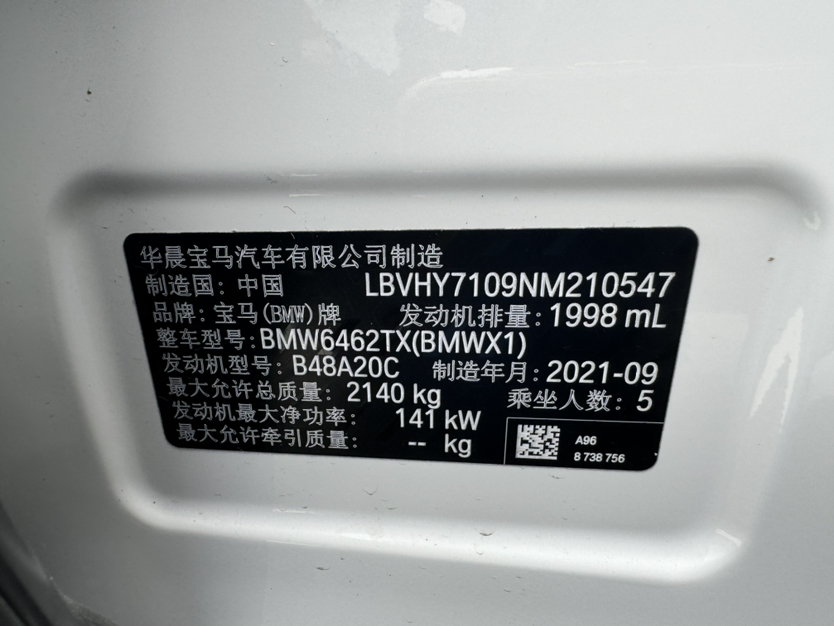 华晨宝马汽车有限公司制造
制造国：中国 LBVHY7109NM210547
品牌：宝马(BMW)牌 发动机排量：1998 mL
整车型号：BMW6462TX(BMWX1)
发动机型号：B48A20C 制造年月：2021-09
最大允许总质量：2140 kg 乘坐人数：5
发动机最大净功率： 141 kW
最大允许牵引质量： -- kg
A96
8 738 756